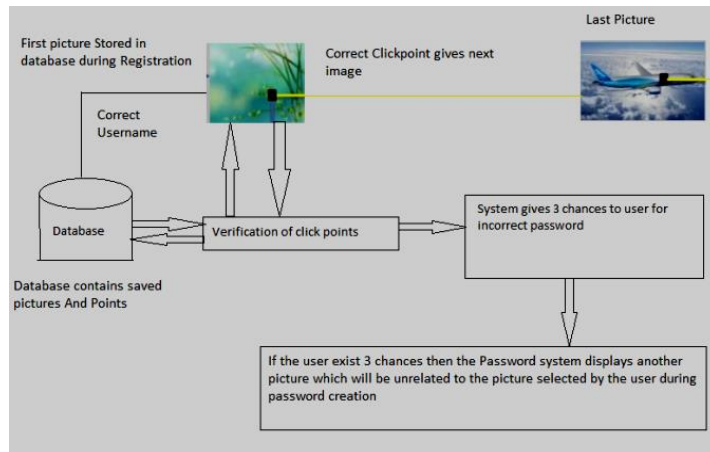 Last Picture
First picture Stored in
database during Registration
Correct Clickpoint gives next
image
Correct
Username
Database
Verification of click points
System gives 3 chances to user for
incorrect password
Database contains saved
pictures And Points
If the user exist 3 chances then the Password system displays another
picture which will be unrelated to the picture selected by the user during
password creation